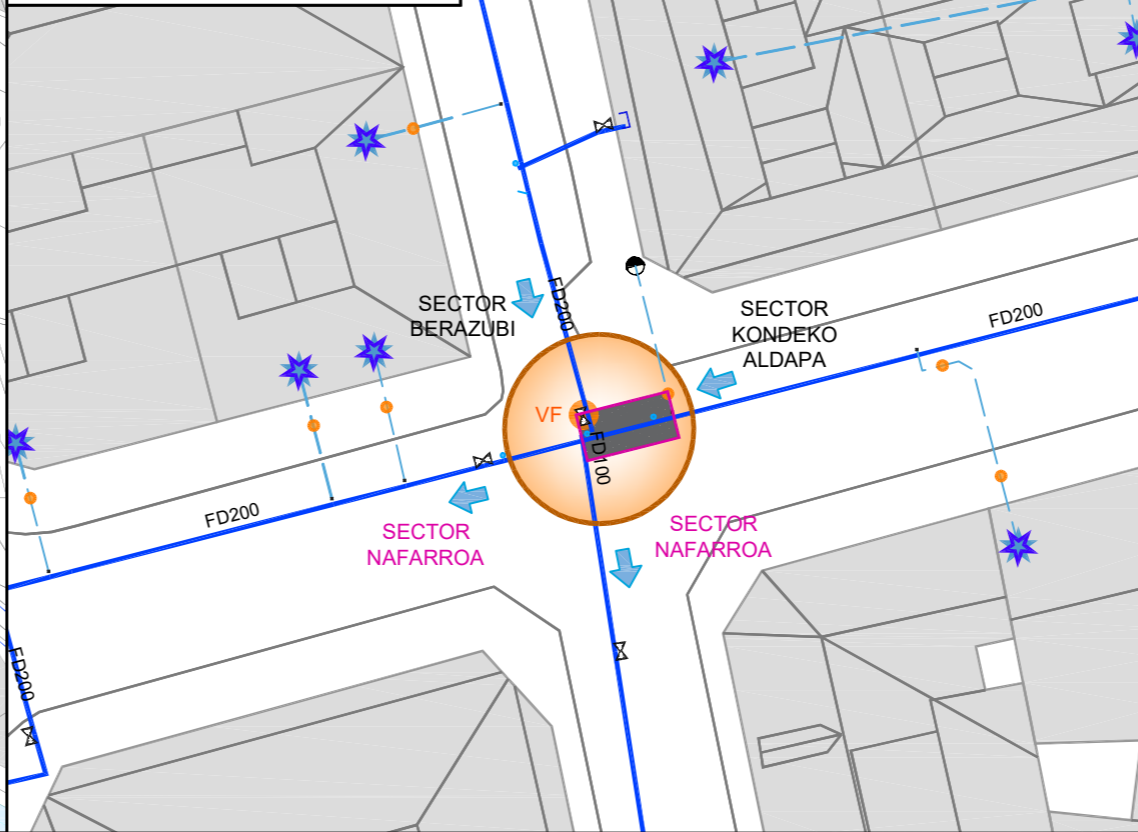 FD200
SECTOR
BERAZUBI
SECTOR
KONDEKO
ALDAPA
FD200
VF
FD100
FD200
SECTOR
NAFARROA
SECTOR
NAFARROA
FD200